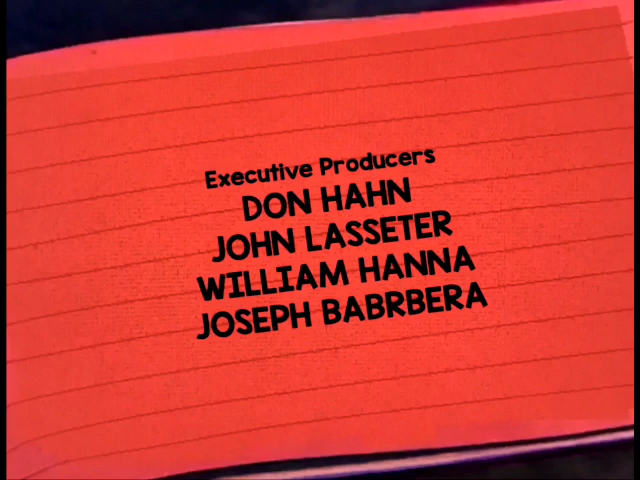 Executive Producers
DON HAHN
JOHN LASSETER
WILLIAM HANNA
JOSEPH BABRBERA